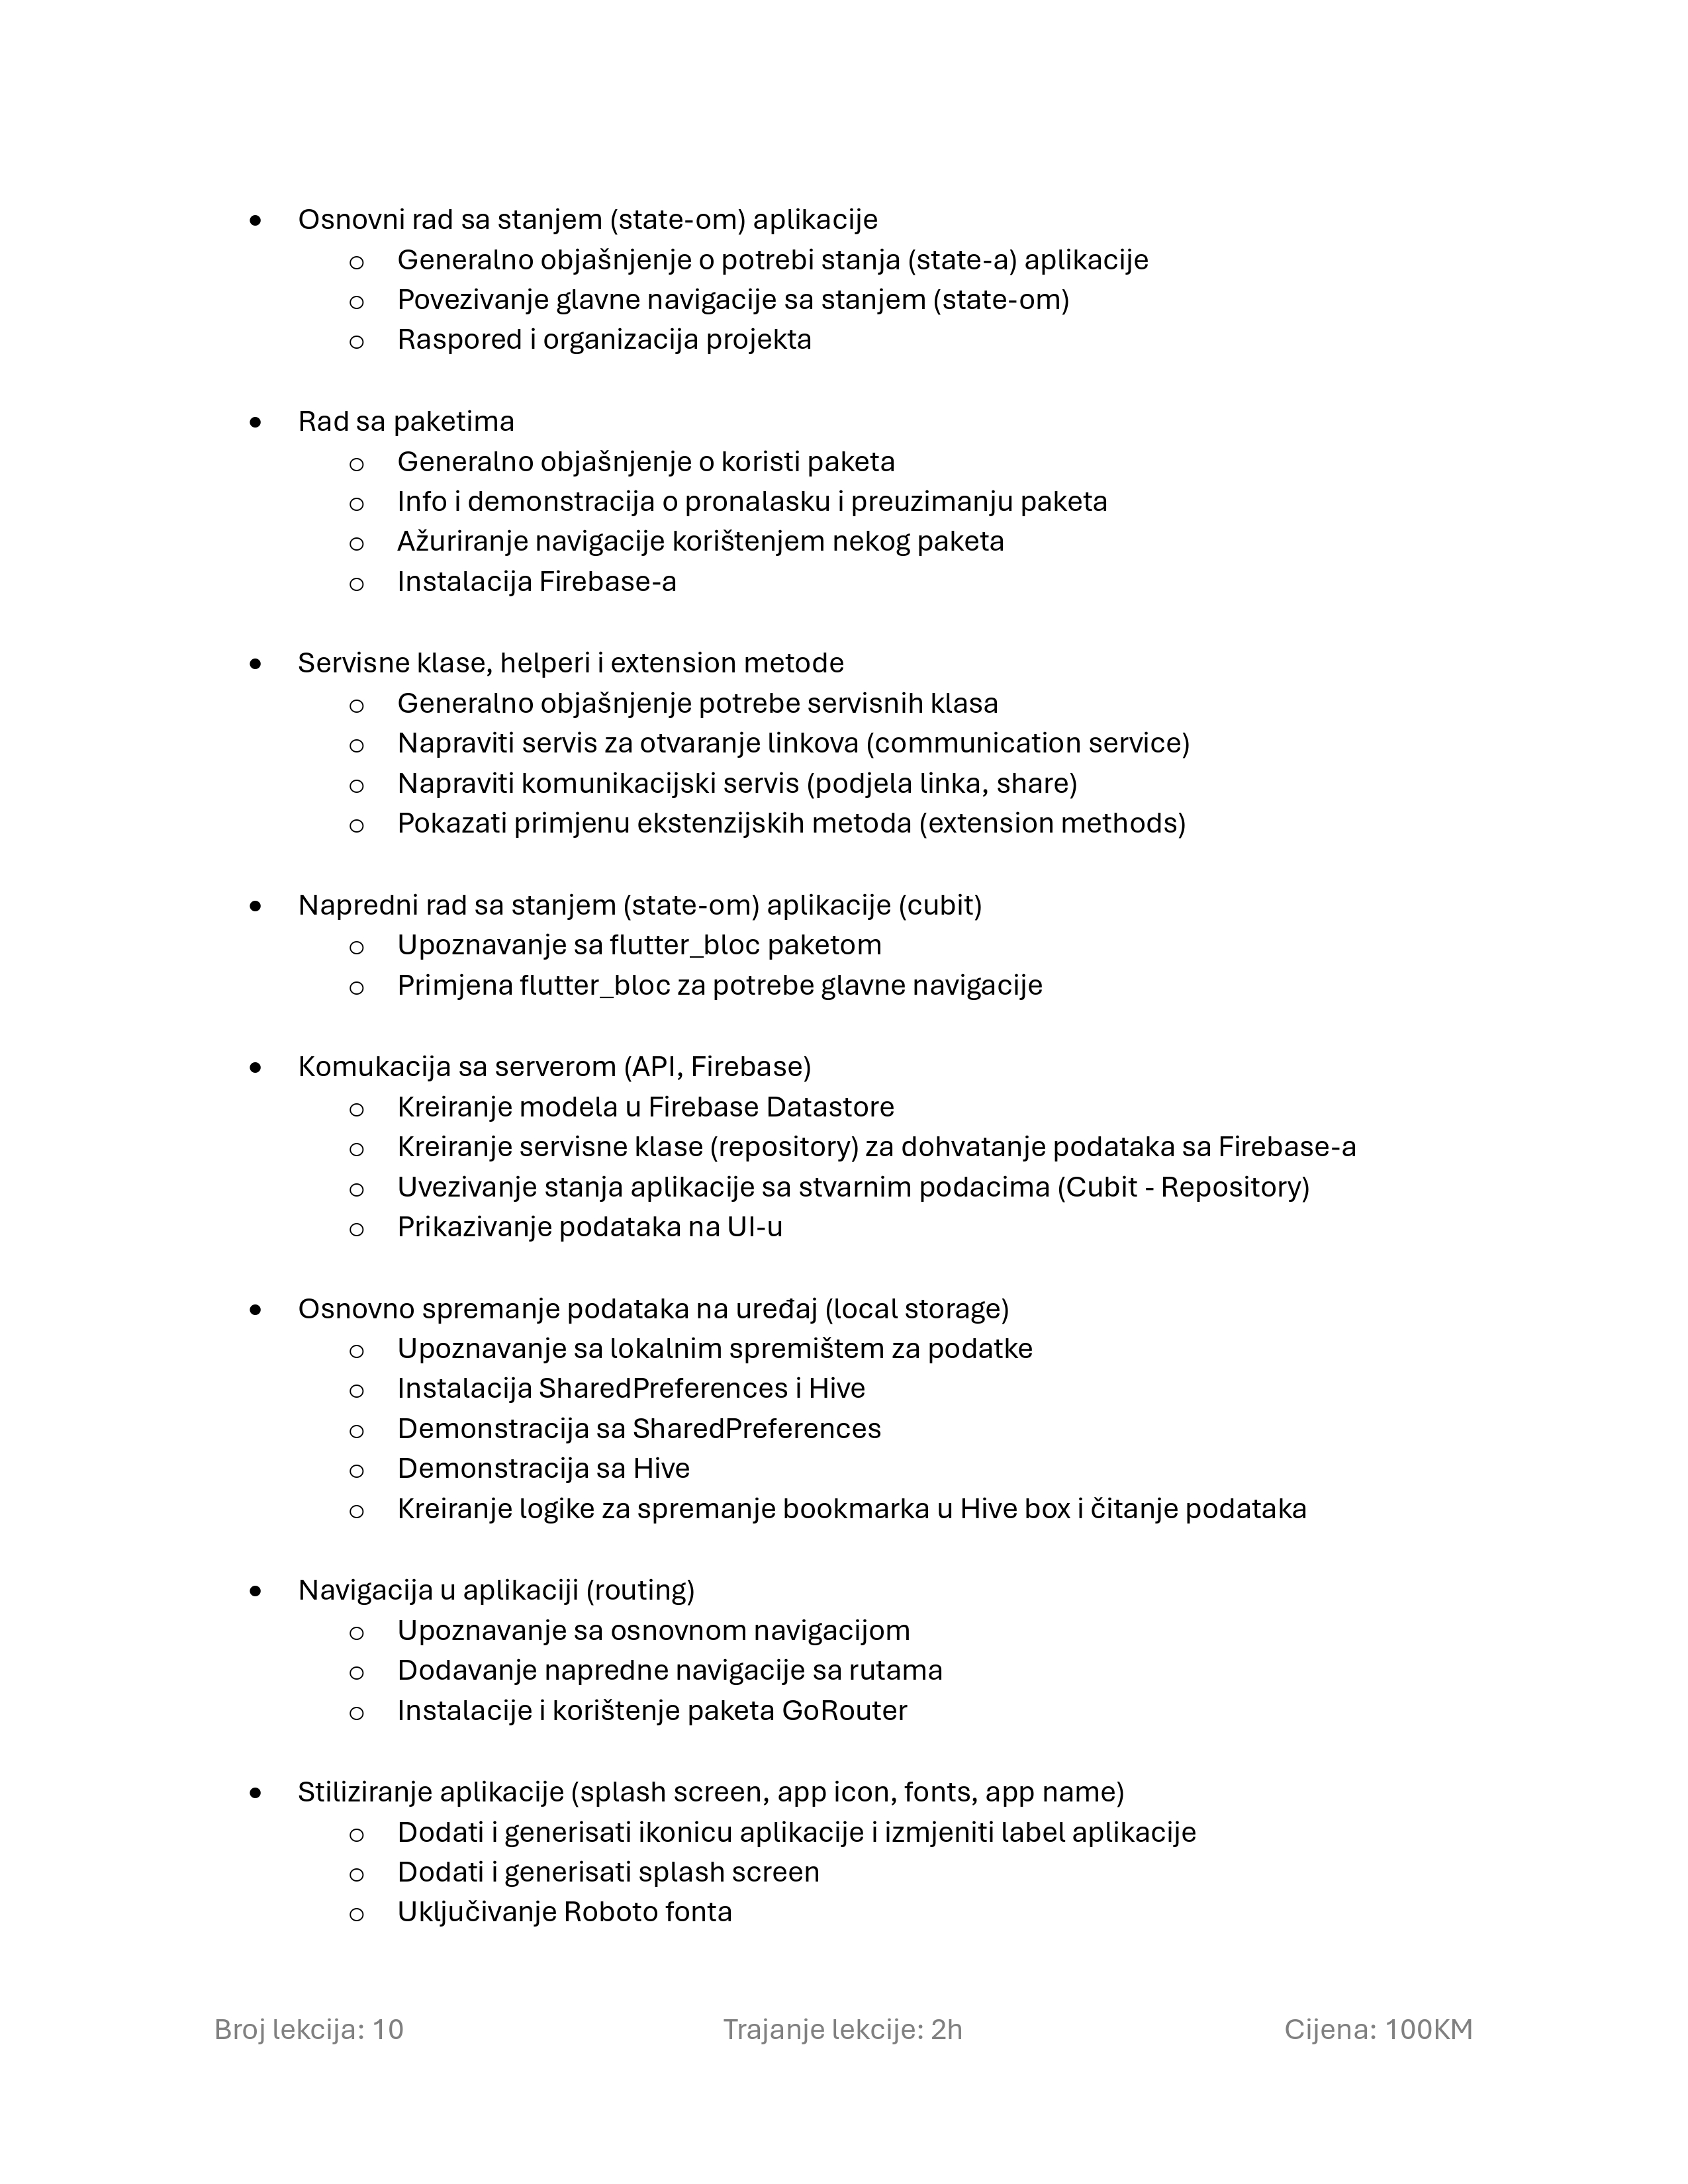 • Osnovni rad sa stanjem (state-om) aplikacije
o Generalno objašnjenje o potrebi stanja (state-a) aplikacije
o Povezivanje glavne navigacije sa stanjem (state-om)
o Raspored i organizacija projekta
• Rad sa paketima
o Generalno objašnjenje o koristi paketa
o Info i demonstracija o pronalasku i preuzimanju paketa
o Ažuriranje navigacije korištenjem nekog paketa
o Instalacija Firebase-a
• Servisne klase, helperi i extension metode
o Generalno objašnjenje potrebe servisnih klasa
o Napraviti servis za otvaranje linkova (communication service)
o Napraviti komunikacijski servis (podjela linka, share)
o Pokazati primjenu ekstenzijskih metoda (extension methods)
• Napredni rad sa stanjem (state-om) aplikacije (cubit)
o Upoznavanje sa flutter_bloc paketom
o Primjena flutter_bloc za potrebe glavne navigacije
• Komukacija sa serverom (API, Firebase)
o Kreiranje modela u Firebase Datastore
o Kreiranje servisne klase (repository) za dohvatanje podataka sa Firebase-a
o Uvezivanje stanja aplikacije sa stvarnim podacima (Cubit - Repository)
o Prikazivanje podataka na UI-u
• Osnovno spremanje podataka na uređaj (local storage)
o Upoznavanje sa lokalnim spremištem za podatke
o Instalacija SharedPreferences i Hive
o Demonstracija sa SharedPreferences
o Demonstracija sa Hive
o Kreiranje logike za spremanje bookmarka u Hive box i čitanje podataka
• Navigacija u aplikaciji (routing)
o Upoznavanje sa osnovnom navigacijom
o Dodavanje napredne navigacije sa rutama
o Instalacije i korištenje paketa GoRouter
• Stiliziranje aplikacije (splash screen, app icon, fonts, app name)
o Dodati i generisati ikonicu aplikacije i izmjeniti label aplikacije
o Dodati i generisati splash screen
o Uključivanje Roboto fonta
Broj lekcija: 10 Trajanje lekcije: 2h Cijena: 100KM